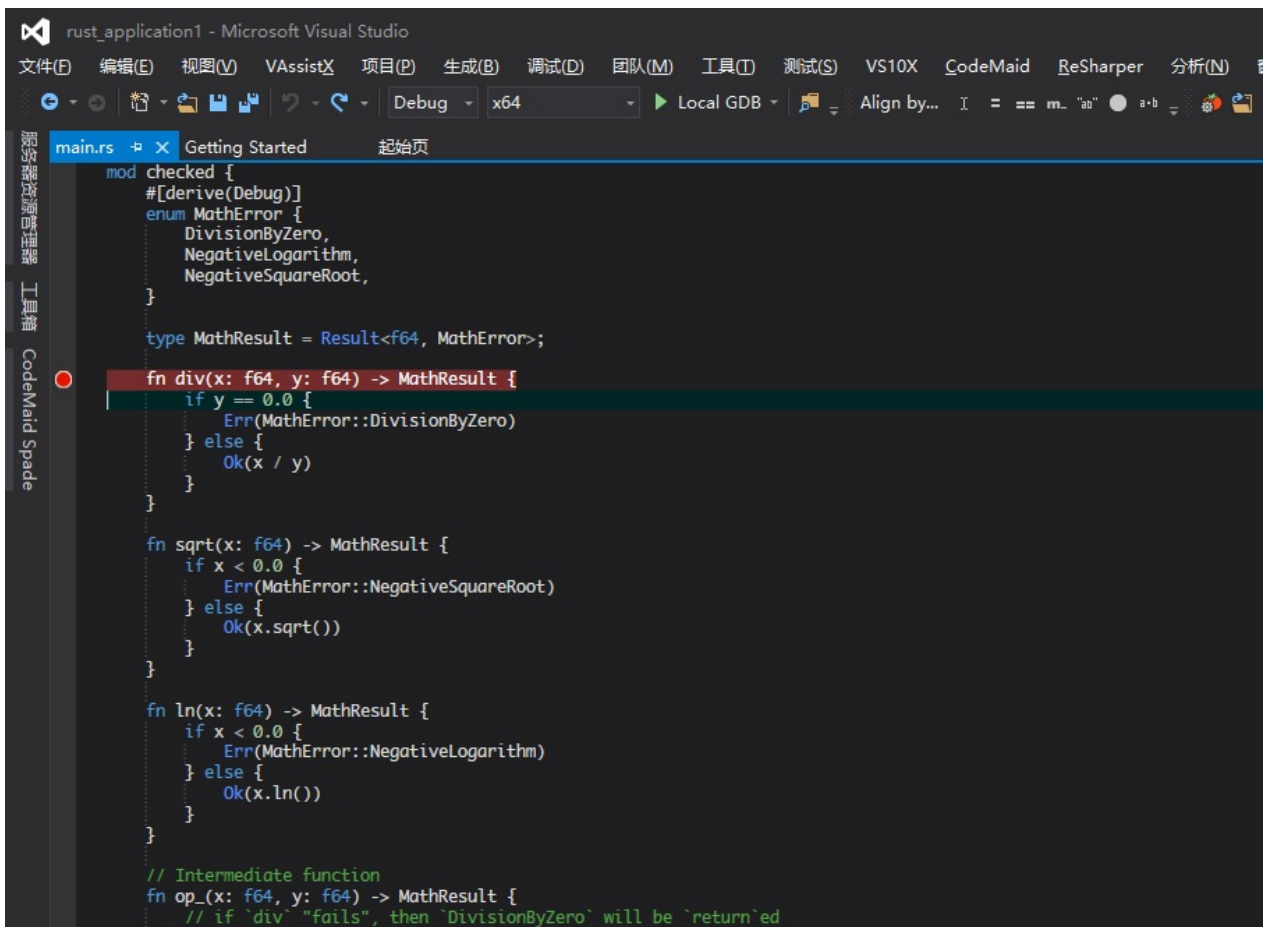 rust_application1 - Microsoft Visual Studio
文件(F) 编辑(E) 视图(V) VAssistX 项目(P) 生成(B) 调试(D) 团队(M) 工具(T) 测试(S) VS10X CodeMaid ReSharper 分析(N)
Debug x64 Local GDB Align by... "ab" a•b
main.rs Getting Started 起始页
服务器资源管理器
工具箱
CodeMaid Spade
mod checked {
    #[derive(Debug)]
    enum MathError {
        DivisionByZero,
        NegativeLogarithm,
        NegativeSquareRoot,
    }
    type MathResult = Result<f64, MathError>;
    fn div(x: f64, y: f64) -> MathResult {
        if y == 0.0 {
            Err(MathError::DivisionByZero)
        } else {
            Ok(x / y)
        }
    }
    fn sqrt(x: f64) -> MathResult {
        if x < 0.0 {
            Err(MathError::NegativeSquareRoot)
        } else {
            Ok(x.sqrt())
        }
    }
    fn ln(x: f64) -> MathResult {
        if x < 0.0 {
            Err(MathError::NegativeLogarithm)
        } else {
            Ok(x.ln())
        }
    }
    // Intermediate function
    fn op_(x: f64, y: f64) -> MathResult {
        // if `div` "fails", then `DivisionByZero` will be `return`ed